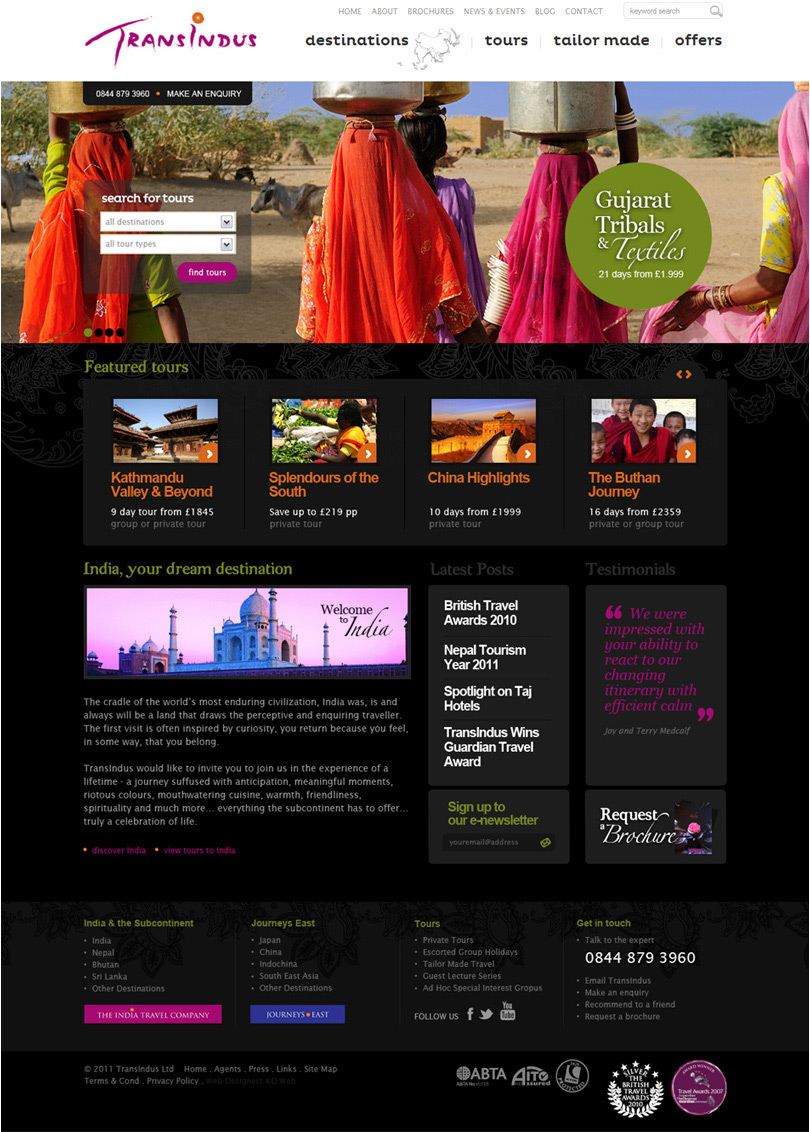 HOME ABOUT BROCHURES NEWS & EVENTS BLOG CONTACT keyword search
TRANSINDUS
destinations tours tailor made offers
0844 879 3960 • MAKE AN ENQUIRY
search for tours
all destinations
all tour types
find tours
Gujarat
Tribals
& Textiles
21 days from £1.999
Featured tours
Kathmandu
Valley & Beyond
9 day tour from £1845
group or private tour
Splendours of the
South
Save up to £219 pp
private tour
China Highlights
10 days from £1999
private tour
The Buthan
Journey
16 days from £2359
private or group tour
India, your dream destination
Welcome
to India
The cradle of the world's most enduring civilization, India was, is and
always will be a land that draws the perceptive and enquiring traveller.
The first visit is often inspired by curiosity, you return because you feel,
in some way, that you belong.
TransIndus would like to invite you to join us in the experience of a
lifetime - a journey suffused with anticipation, meaningful moments,
riotous colours, mouthwatering cuisine, warmth, friendliness,
spirituality and much more... everything the subcontinent has to offer...
truly a celebration of life.
• discover India • view tours to India
Latest Posts
British Travel
Awards 2010
Nepal Tourism
Year 2011
Spotlight on Taj
Hotels
TransIndus Wins
Guardian Travel
Award
Sign up to
our e-newsletter
youremail@address
Testimonials
“ We were
impressed with
your ability to
react to our
changing
itinerary with
efficient calm ”
Joy and Terry Medcalf
Request
a Brochure
India & the Subcontinent
• India
• Nepal
• Bhutan
• Sri Lanka
• Other Destinations
THE INDIA TRAVEL COMPANY
Journeys East
• Japan
• China
• Indochina
• South East Asia
• Other Destinations
JOURNEYS EAST
Tours
• Private Tours
• Escorted Group Holidays
• Tailor Made Travel
• Guest Lecture Series
• Ad Hoc Special Interest Gropus
FOLLOW US f You Tube
Get in touch
• Talk to the expert
0844 879 3960
• Email TransIndus
• Make an enquiry
• Recommend to a friend
• Request a brochure
© 2011 TransIndus Ltd Home . Agents . Press . Links . Site Map
Terms & Cond . Privacy Policy . Web Designers KD Web
ABTA
AiTO
Assured
SILVER
THE
BRITISH
TRAVEL
AWARDS
2010
AWARD WINNER
Travel Awards 2007